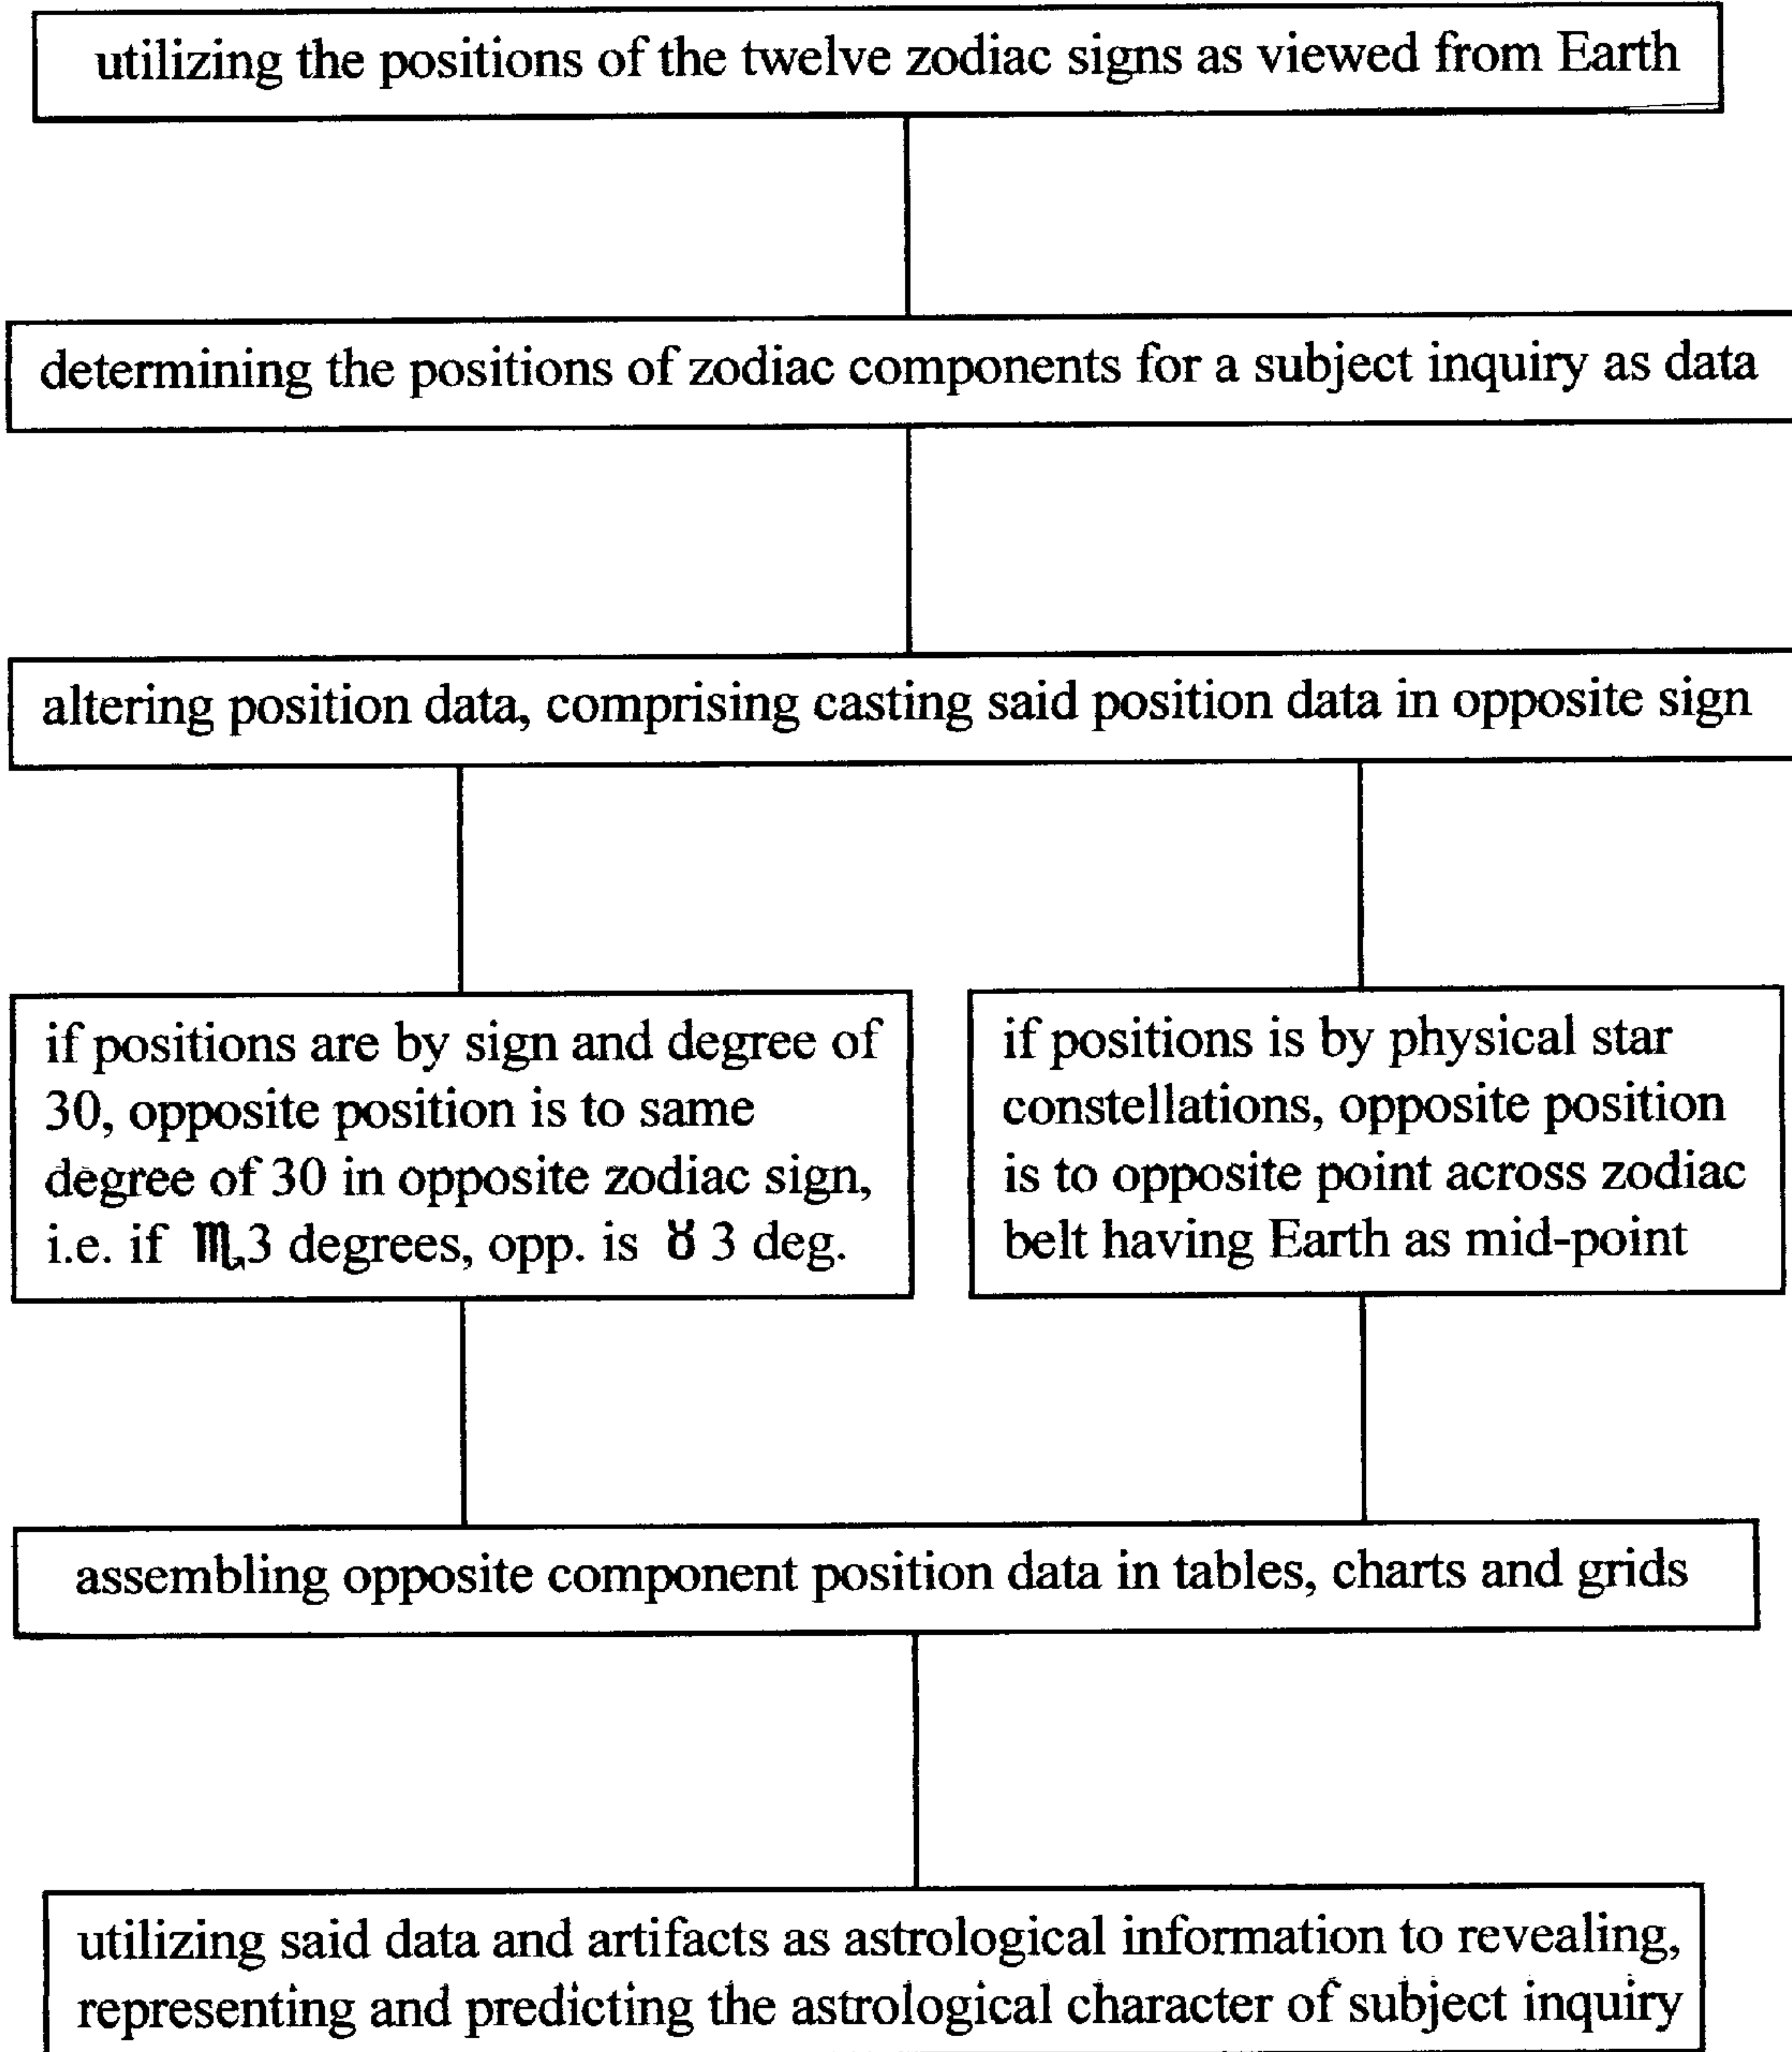 utilizing the positions of the twelve zodiac signs as viewed from Earth
determining the positions of zodiac components for a subject inquiry as data
altering position data, comprising casting said position data in opposite sign
if positions are by sign and degree of
30, opposite position is to same
degree of 30 in opposite zodiac sign,
i.e. if ♏3 degrees, opp. is ♉ 3 deg.
if positions is by physical star
constellations, opposite position
is to opposite point across zodiac
belt having Earth as mid-point
assembling opposite component position data in tables, charts and grids
utilizing said data and artifacts as astrological information to revealing,
representing and predicting the astrological character of subject inquiry